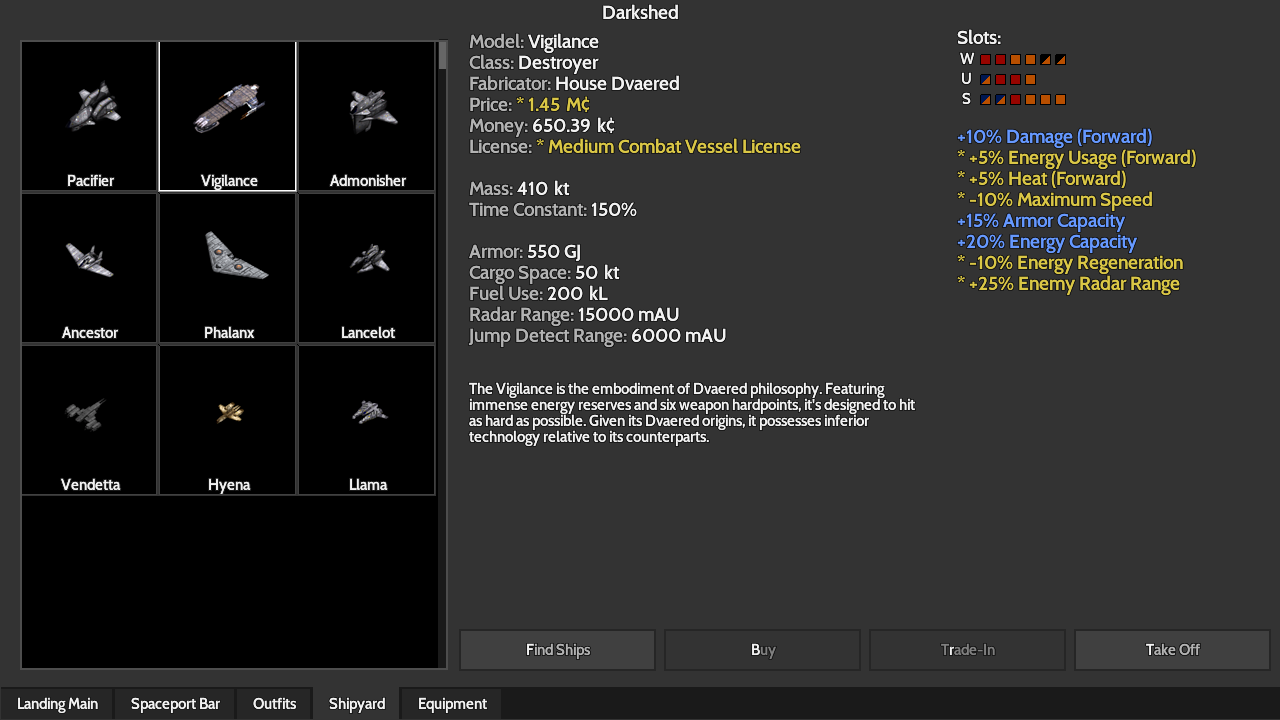 Darkshed
Pacifier
Vigilance
Admonisher
Ancestor
Phalanx
Lancelot
Vendetta
Hyena
Llama
Model: Vigilance
Class: Destroyer
Fabricator: House Dvaered
Price: * 1.45 M¢
Money: 650.39 k¢
License: * Medium Combat Vessel License
Mass: 410 kt
Time Constant: 150%
Armor: 550 GJ
Cargo Space: 50 kt
Fuel Use: 200 kL
Radar Range: 15000 mAU
Jump Detect Range: 6000 mAU
The Vigilance is the embodiment of Dvaered philosophy. Featuring
immense energy reserves and six weapon hardpoints, it's designed to hit
as hard as possible. Given its Dvaered origins, it possesses inferior
technology relative to its counterparts.
Slots:
W
U
S
+10% Damage (Forward)
* +5% Energy Usage (Forward)
* +5% Heat (Forward)
* -10% Maximum Speed
+15% Armor Capacity
+20% Energy Capacity
* -10% Energy Regeneration
* +25% Enemy Radar Range
Find Ships
Buy
Trade-In
Take Off
Landing Main
Spaceport Bar
Outfits
Shipyard
Equipment